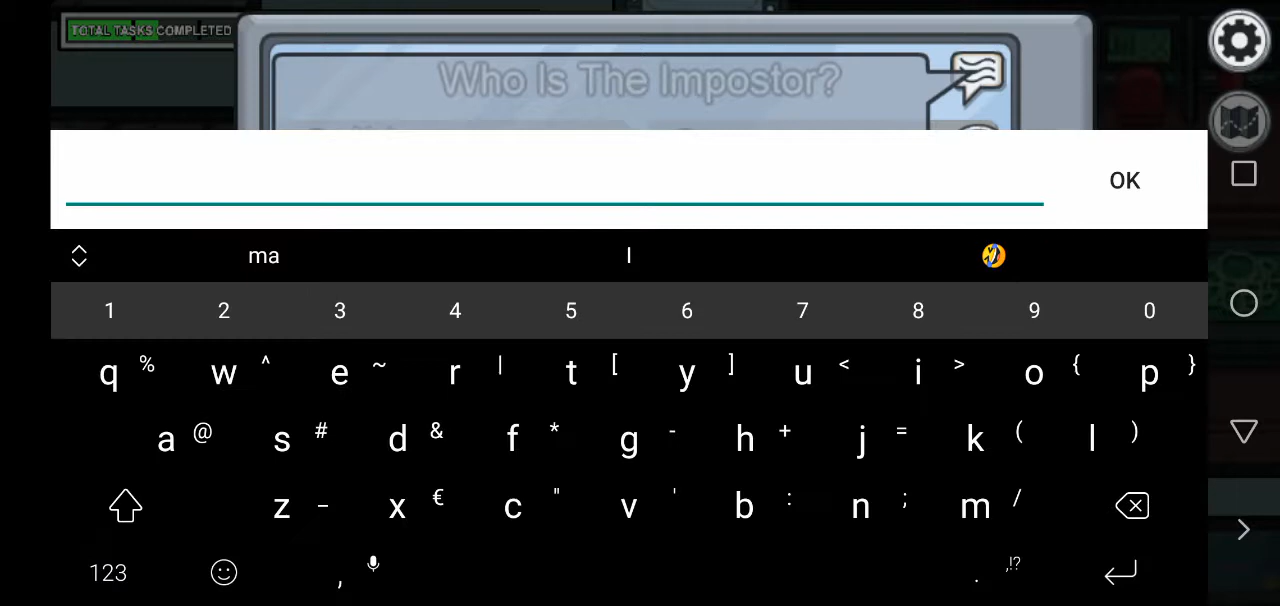 TOTAL TASKS COMPLETED
Who Is The Impostor?
OK
ma I 🤣
1 2 3 4 5 6 7 8 9 0
q % w ^ e ~ r | t [ y ] u < i > o { p }
a @ s # d & f * g - h + j = k ( l )
z _ x € c " v ' b : n ; m /
123 , . ,!?